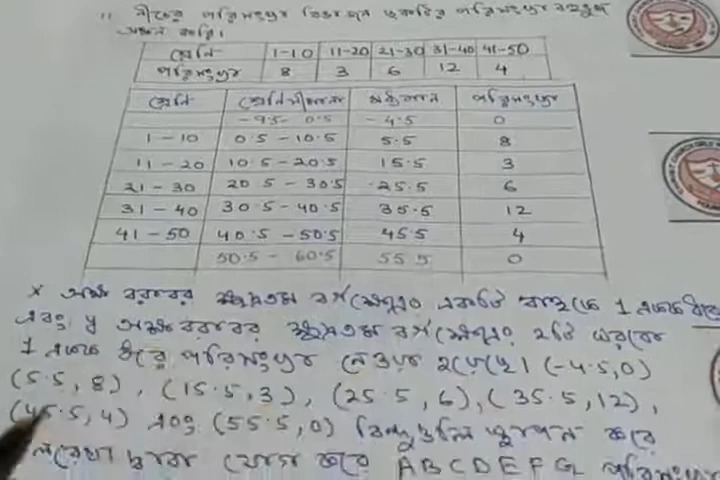 নীচের পরিসংখ্যা বিভাজন তথ্যটির পরিসংখ্যা বহুভুজ
অঙ্কন করি।
শ্রেণি 1-10 11-20 21-30 31-40 41-50
পরিসংখ্যা 8 3 6 12 4
শ্রেণি শ্রেণিসীমানা মধ্যমান পরিসংখ্যা
-9.5 - 0.5 -4.5 0
1 - 10 0.5 - 10.5 5.5 8
11 - 20 10.5 - 20.5 15.5 3
21 - 30 20.5 - 30.5 25.5 6
31 - 40 30.5 - 40.5 35.5 12
41 - 50 40.5 - 50.5 45.5 4
50.5 - 60.5 55.5 0
x অক্ষ বরাবর ক্ষুদ্রতম বর্গক্ষেত্রের একটি বাহুকে 1 একক ধরে
এবং y অক্ষ বরাবর ক্ষুদ্রতম বর্গক্ষেত্রের 2টি
1 একক ধরে পরিসংখ্যা নেওয়া হয়েছে। (-4.5,0)
(5.5, 8), (15.5,3), (25.5, 6), (35.5,12),
(45.5, 4) এবং (55.5, 0) বিন্দুগুলি স্থাপন করে
দ্বারা যোগ করে ABCDEFG পরিসংখ্যা